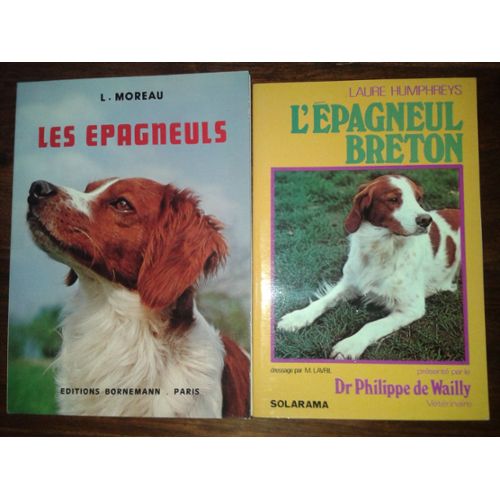 L. MOREAU
LES EPAGNEULS
EDITIONS BORNEMANN . PARIS
LAURE HUMPHREYS
L'ÉPAGNEUL
BRETON
dressage par M. LAVRIL
présenté par le
Dr Philippe de Wailly
SOLARAMA
Vétérinaire